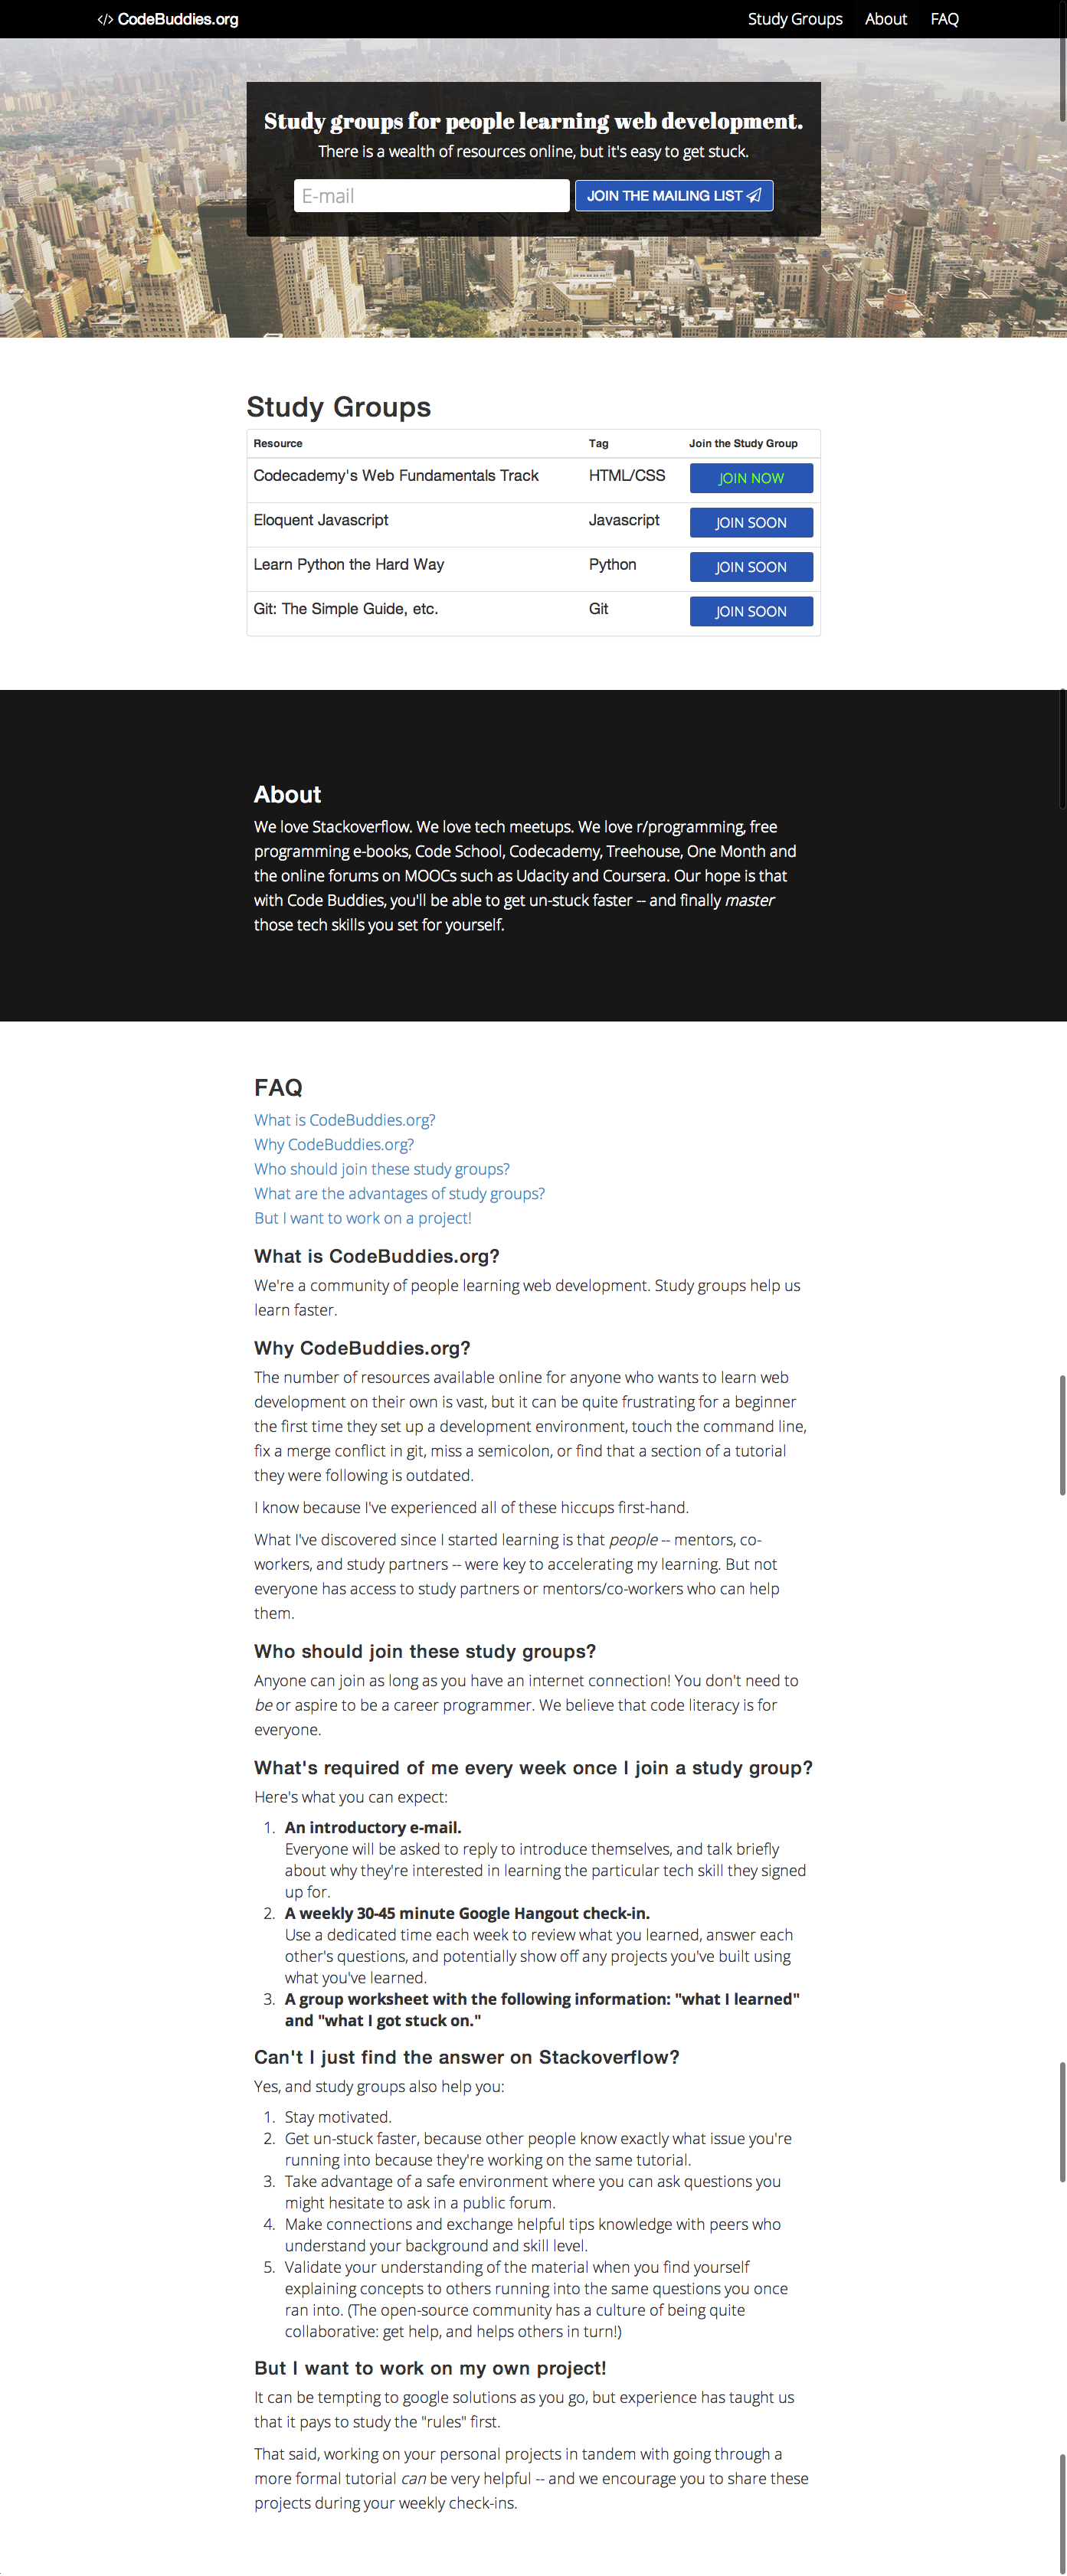 </> CodeBuddies.org Study Groups About FAQ
Study groups for people learning web development.
There is a wealth of resources online, but it's easy to get stuck.
E-mail JOIN THE MAILING LIST
Study Groups
Resource Tag Join the Study Group
Codecademy's Web Fundamentals Track HTML/CSS JOIN NOW
Eloquent Javascript Javascript JOIN SOON
Learn Python the Hard Way Python JOIN SOON
Git: The Simple Guide, etc. Git JOIN SOON
About
We love Stackoverflow. We love tech meetups. We love r/programming, free
programming e-books, Code School, Codecademy, Treehouse, One Month and
the online forums on MOOCs such as Udacity and Coursera. Our hope is that
with Code Buddies, you'll be able to get un-stuck faster -- and finally master
those tech skills you set for yourself.
FAQ
What is CodeBuddies.org?
Why CodeBuddies.org?
Who should join these study groups?
What are the advantages of study groups?
But I want to work on a project!
What is CodeBuddies.org?
We're a community of people learning web development. Study groups help us
learn faster.
Why CodeBuddies.org?
The number of resources available online for anyone who wants to learn web
development on their own is vast, but it can be quite frustrating for a beginner
the first time they set up a development environment, touch the command line,
fix a merge conflict in git, miss a semicolon, or find that a section of a tutorial
they were following is outdated.
I know because I've experienced all of these hiccups first-hand.
What I've discovered since I started learning is that people -- mentors, co-
workers, and study partners -- were key to accelerating my learning. But not
everyone has access to study partners or mentors/co-workers who can help
them.
Who should join these study groups?
Anyone can join as long as you have an internet connection! You don't need to
be or aspire to be a career programmer. We believe that code literacy is for
everyone.
What's required of me every week once I join a study group?
Here's what you can expect:
1. An introductory e-mail.
Everyone will be asked to reply to introduce themselves, and talk briefly
about why they're interested in learning the particular tech skill they signed
up for.
2. A weekly 30-45 minute Google Hangout check-in.
Use a dedicated time each week to review what you learned, answer each
other's questions, and potentially show off any projects you've built using
what you've learned.
3. A group worksheet with the following information: "what I learned"
and "what I got stuck on."
Can't I just find the answer on Stackoverflow?
Yes, and study groups also help you:
1. Stay motivated.
2. Get un-stuck faster, because other people know exactly what issue you're
running into because they're working on the same tutorial.
3. Take advantage of a safe environment where you can ask questions you
might hesitate to ask in a public forum.
4. Make connections and exchange helpful tips knowledge with peers who
understand your background and skill level.
5. Validate your understanding of the material when you find yourself
explaining concepts to others running into the same questions you once
ran into. (The open-source community has a culture of being quite
collaborative: get help, and helps others in turn!)
But I want to work on my own project!
It can be tempting to google solutions as you go, but experience has taught us
that it pays to study the "rules" first.
That said, working on your personal projects in tandem with going through a
more formal tutorial can be very helpful -- and we encourage you to share these
projects during your weekly check-ins.